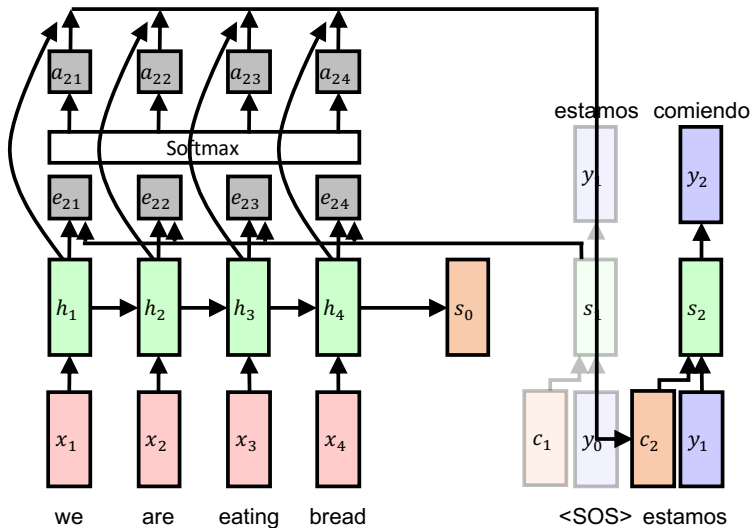 a₂₁ a₂₂ a₂₃ a₂₄
Softmax
estamos comiendo
e₂₁ e₂₂ e₂₃ e₂₄ y₁ y₂
h₁ h₂ h₃ h₄ s₀ s₁ s₂
x₁ x₂ x₃ x₄ c₁ y₀ c₂ y₁
we are eating bread <SOS> estamos